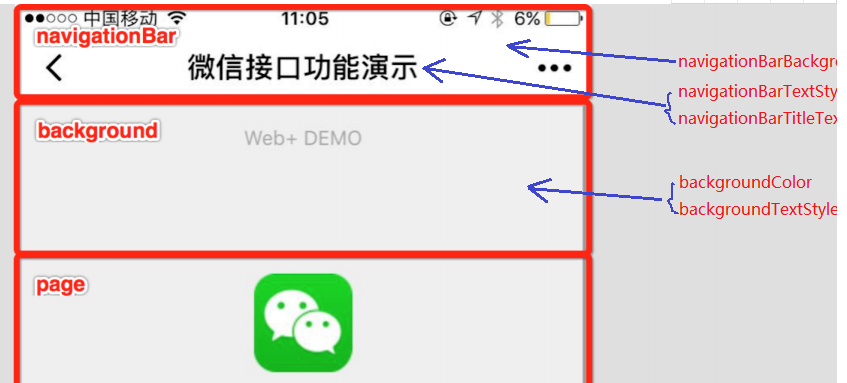 中国移动 11:05 6%
navigationBar
微信接口功能演示
navigationBarBackgr
navigationBarTextSty
navigationBarTitleTex
background
Web+ DEMO
backgroundColor
backgroundTextStyle
page